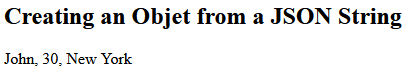 Creating an Objet from a JSON String
John, 30, New York